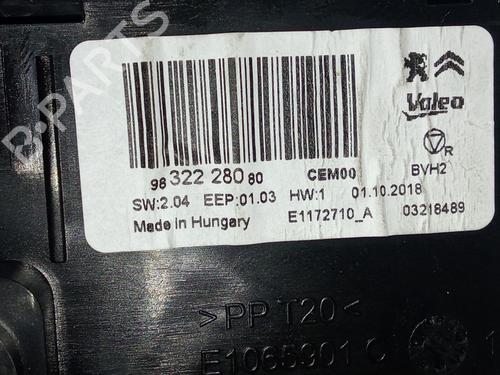 B-PARTS
Valeo
R
98 322 280 80 CEM00 BVH2
SW:2.04 EEP:01.03 HW:1 01.10.2018
Made in Hungary E1172710_A 03218489
>PP T20<
E1065901 C